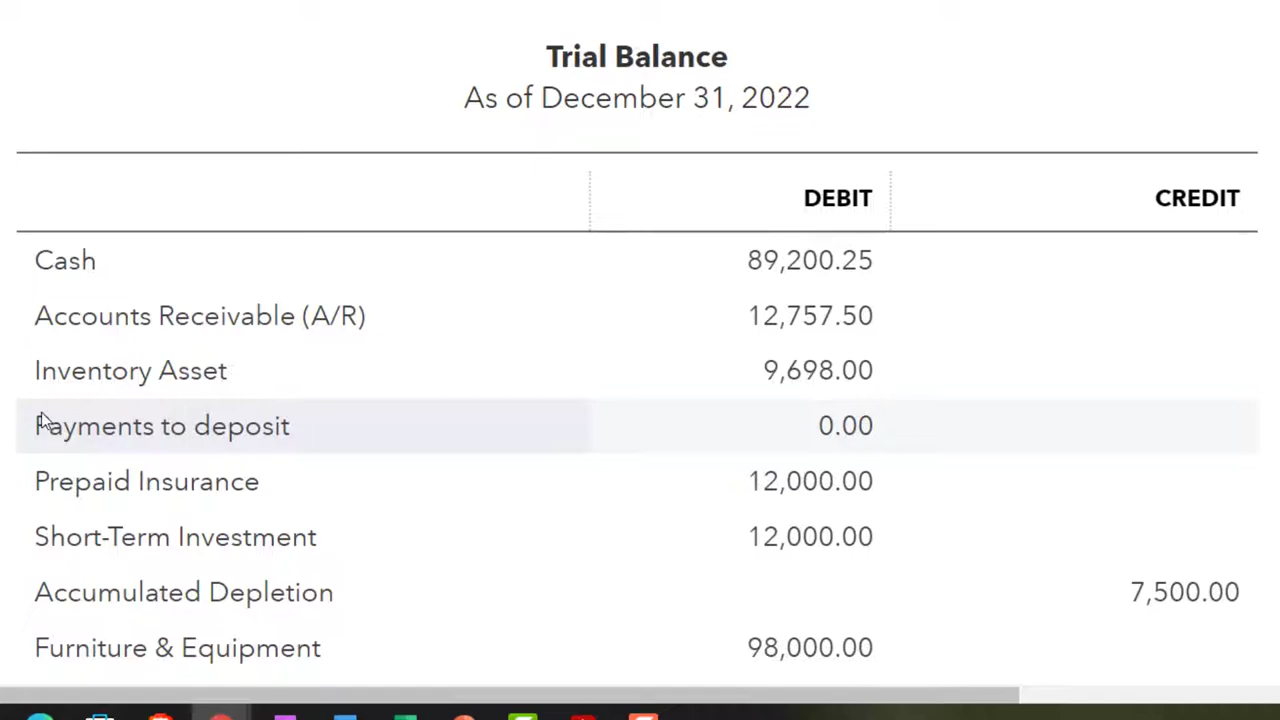 Trial Balance
As of December 31, 2022
DEBIT CREDIT
Cash 89,200.25
Accounts Receivable (A/R) 12,757.50
Inventory Asset 9,698.00
Payments to deposit 0.00
Prepaid Insurance 12,000.00
Short-Term Investment 12,000.00
Accumulated Depletion 7,500.00
Furniture & Equipment 98,000.00